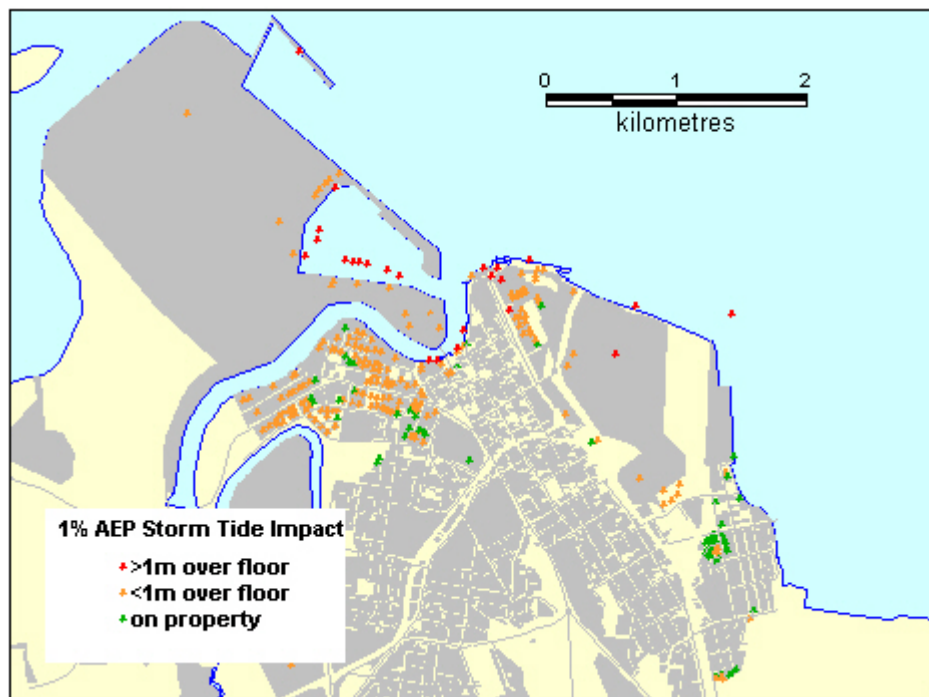 0 1 2
kilometres
1% AEP Storm Tide Impact
>1m over floor
<1m over floor
on property